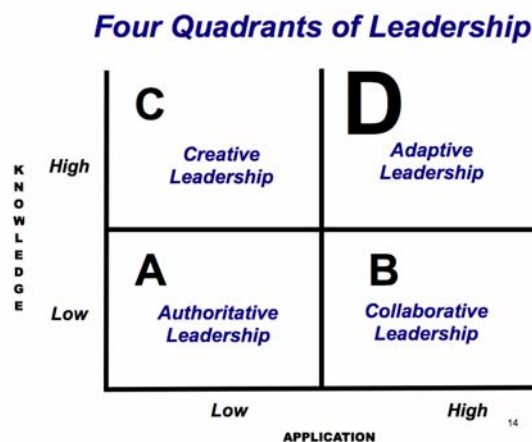 Four Quadrants of Leadership
C
D
Creative
Leadership
Adaptive
Leadership
KNOWLEDGE
High
A
B
Authoritative
Leadership
Collaborative
Leadership
Low
Low
High
14
APPLICATION